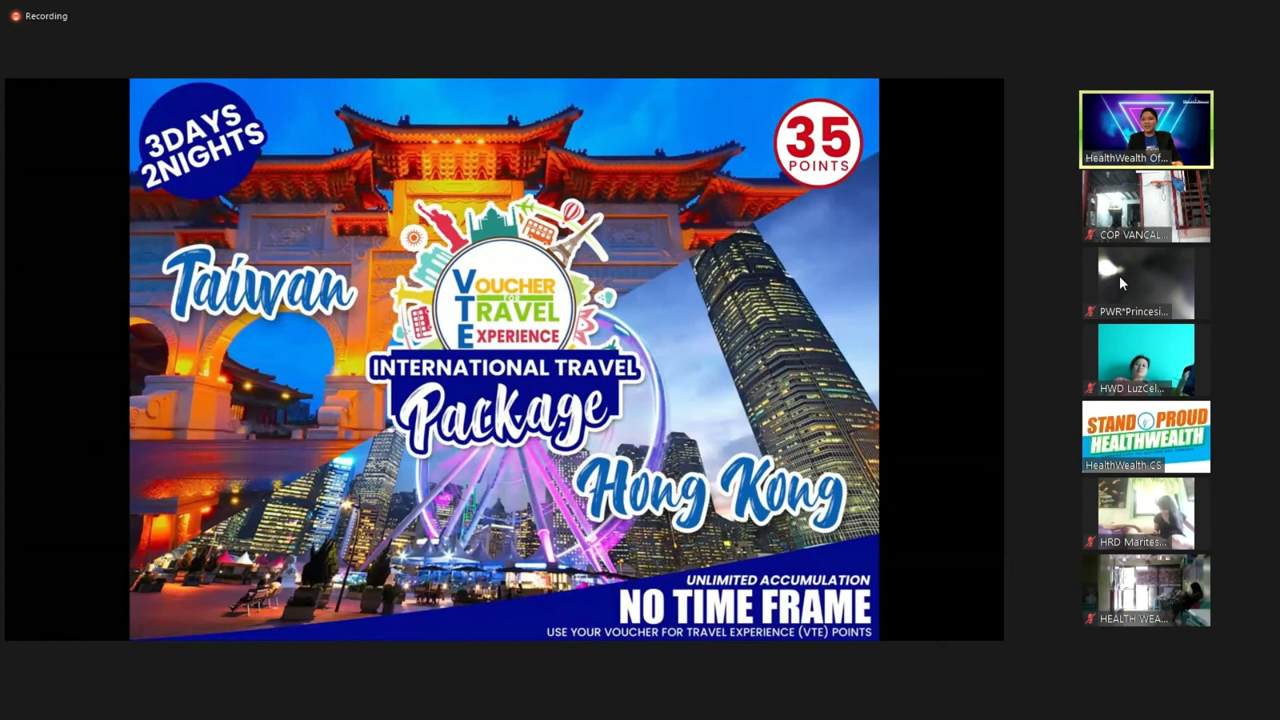 Recording
3DAYS
2NIGHTS
35
POINTS
Taiwan
VOUCHER
FOR
TRAVEL
EXPERIENCE
INTERNATIONAL TRAVEL
Package
Hong Kong
UNLIMITED ACCUMULATION
NO TIME FRAME
USE YOUR VOUCHER FOR TRAVEL EXPERIENCE (VTE) POINTS
HealthWealth Of...
COP VANCAL...
PWR*Princesi...
HWD LuzCel...
STAND PROUD
HEALTHWEALTH
HealthWealth CS
HRD Marites...
HEALTH WEA...